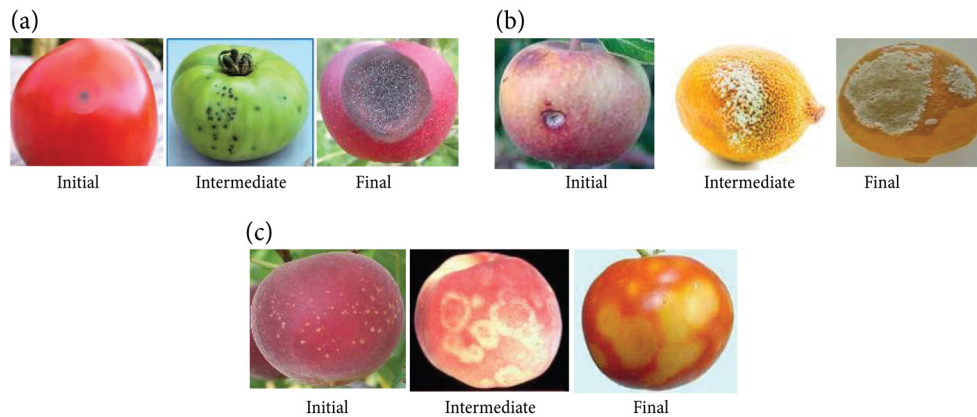 (a)
Initial
Intermediate
Final
(b)
Initial
Intermediate
Final
(c)
Initial
Intermediate
Final